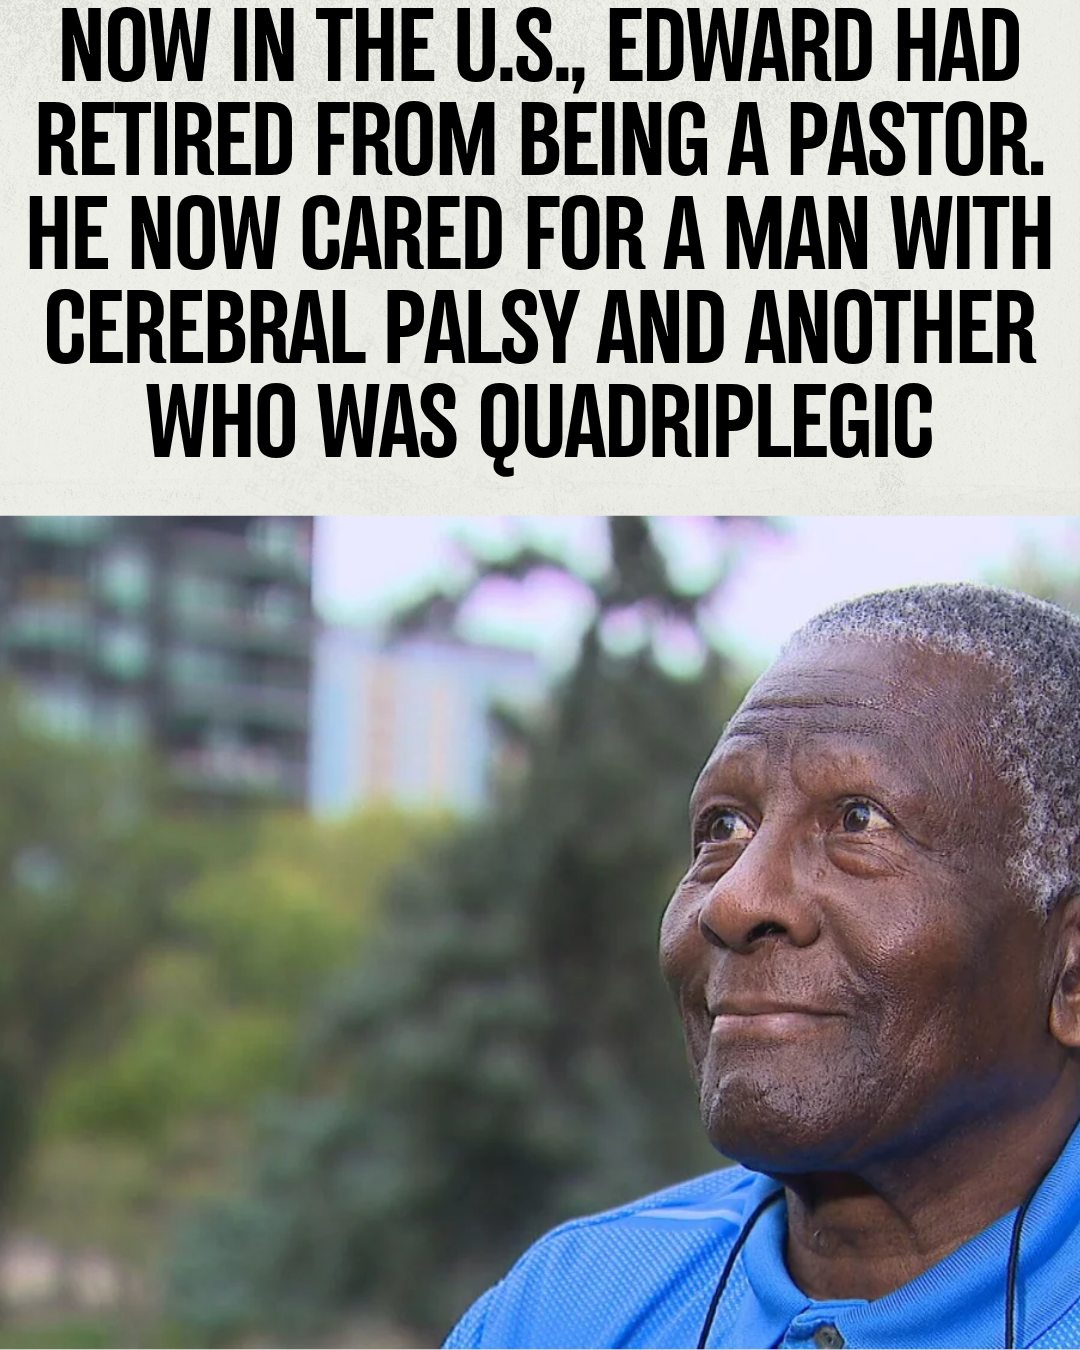 NOW IN THE U.S., EDWARD HAD
RETIRED FROM BEING A PASTOR.
HE NOW CARED FOR A MAN WITH
CEREBRAL PALSY AND ANOTHER
WHO WAS QUADRIPLEGIC